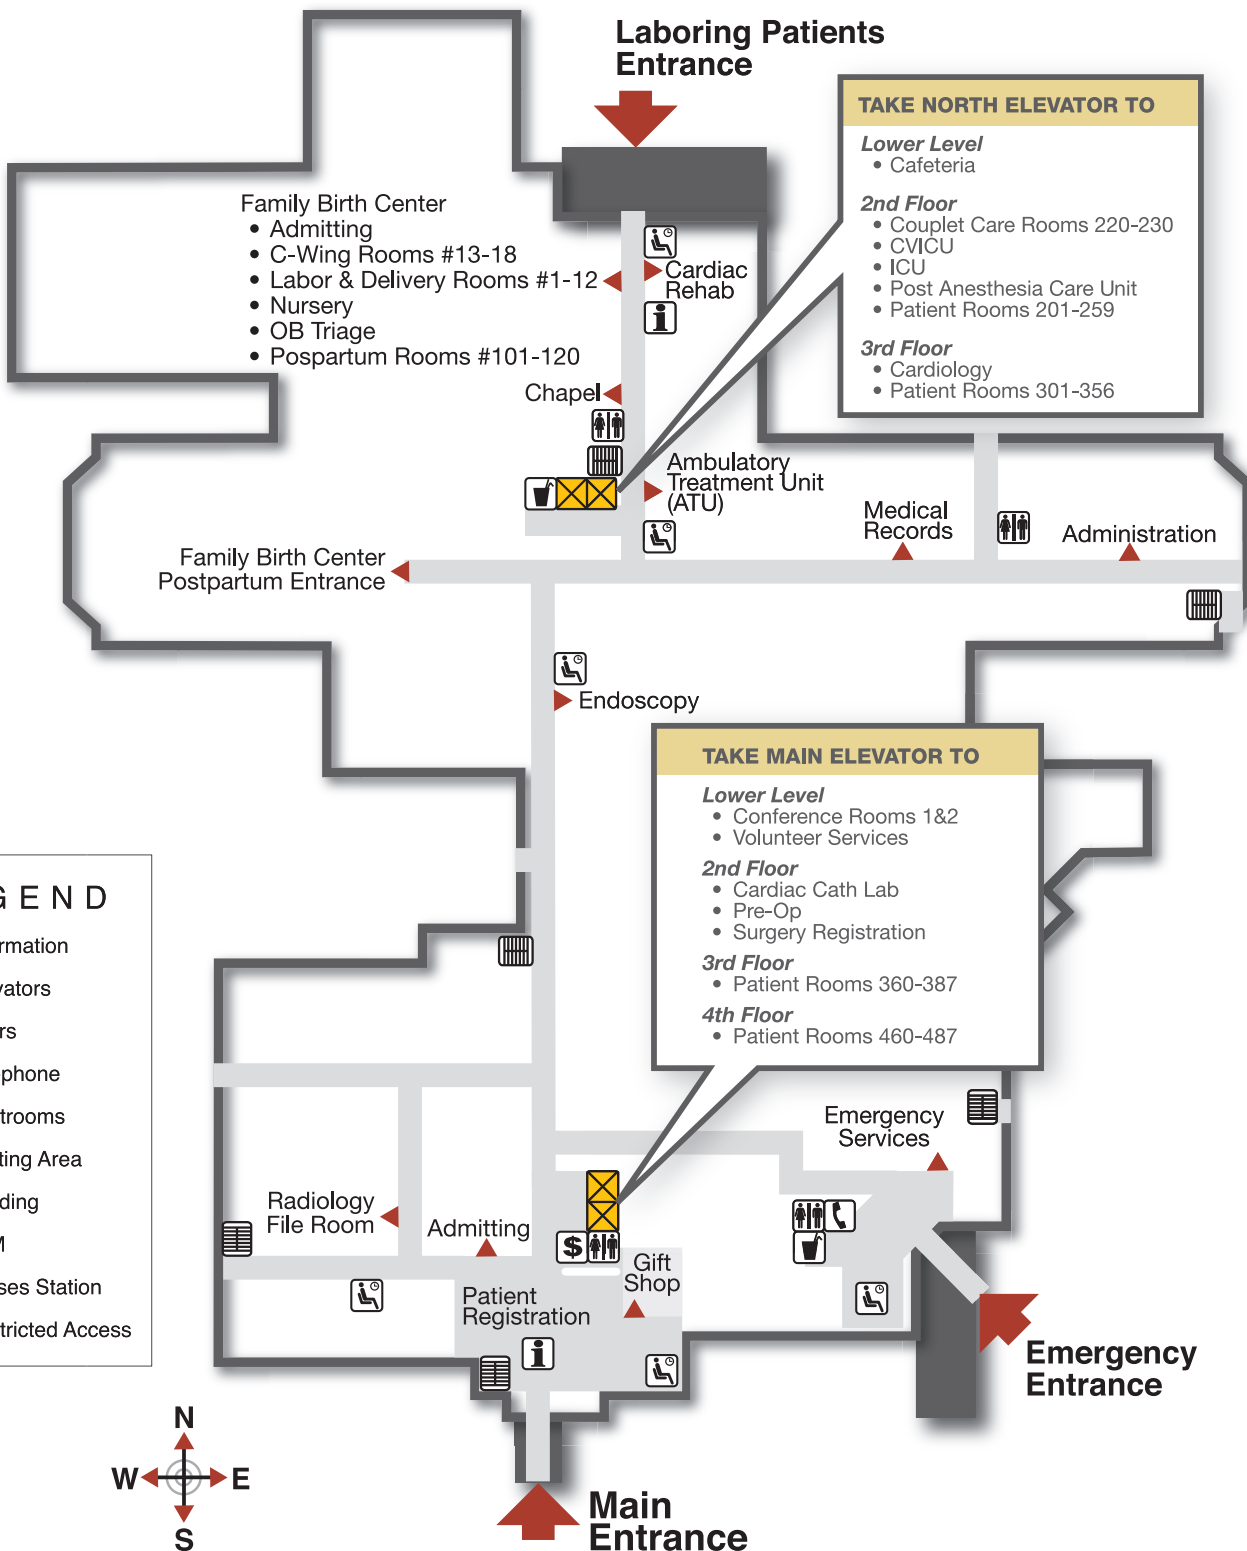 Laboring Patients
Entrance
TAKE NORTH ELEVATOR TO
Lower Level
• Cafeteria
2nd Floor
• Couplet Care Rooms 220-230
• CVICU
• ICU
• Post Anesthesia Care Unit
• Patient Rooms 201-259
3rd Floor
• Cardiology
• Patient Rooms 301-356
Family Birth Center
• Admitting
• C-Wing Rooms #13-18
• Labor & Delivery Rooms #1-12
• Nursery
• OB Triage
• Pospartum Rooms #101-120
Cardiac
Rehab
Chapel
Ambulatory
Treatment Unit
(ATU)
Medical
Records
Administration
Family Birth Center
Postpartum Entrance
Endoscopy
TAKE MAIN ELEVATOR TO
Lower Level
• Conference Rooms 1&2
• Volunteer Services
2nd Floor
• Cardiac Cath Lab
• Pre-Op
• Surgery Registration
3rd Floor
• Patient Rooms 360-387
4th Floor
• Patient Rooms 460-487
GEND
rmation
vators
rs
phone
trooms
ting Area
ding
M
ses Station
tricted Access
Emergency
Services
Radiology
File Room
Admitting
$
Gift
Shop
Patient
Registration
Emergency
Entrance
Main
Entrance
N
W
E
S